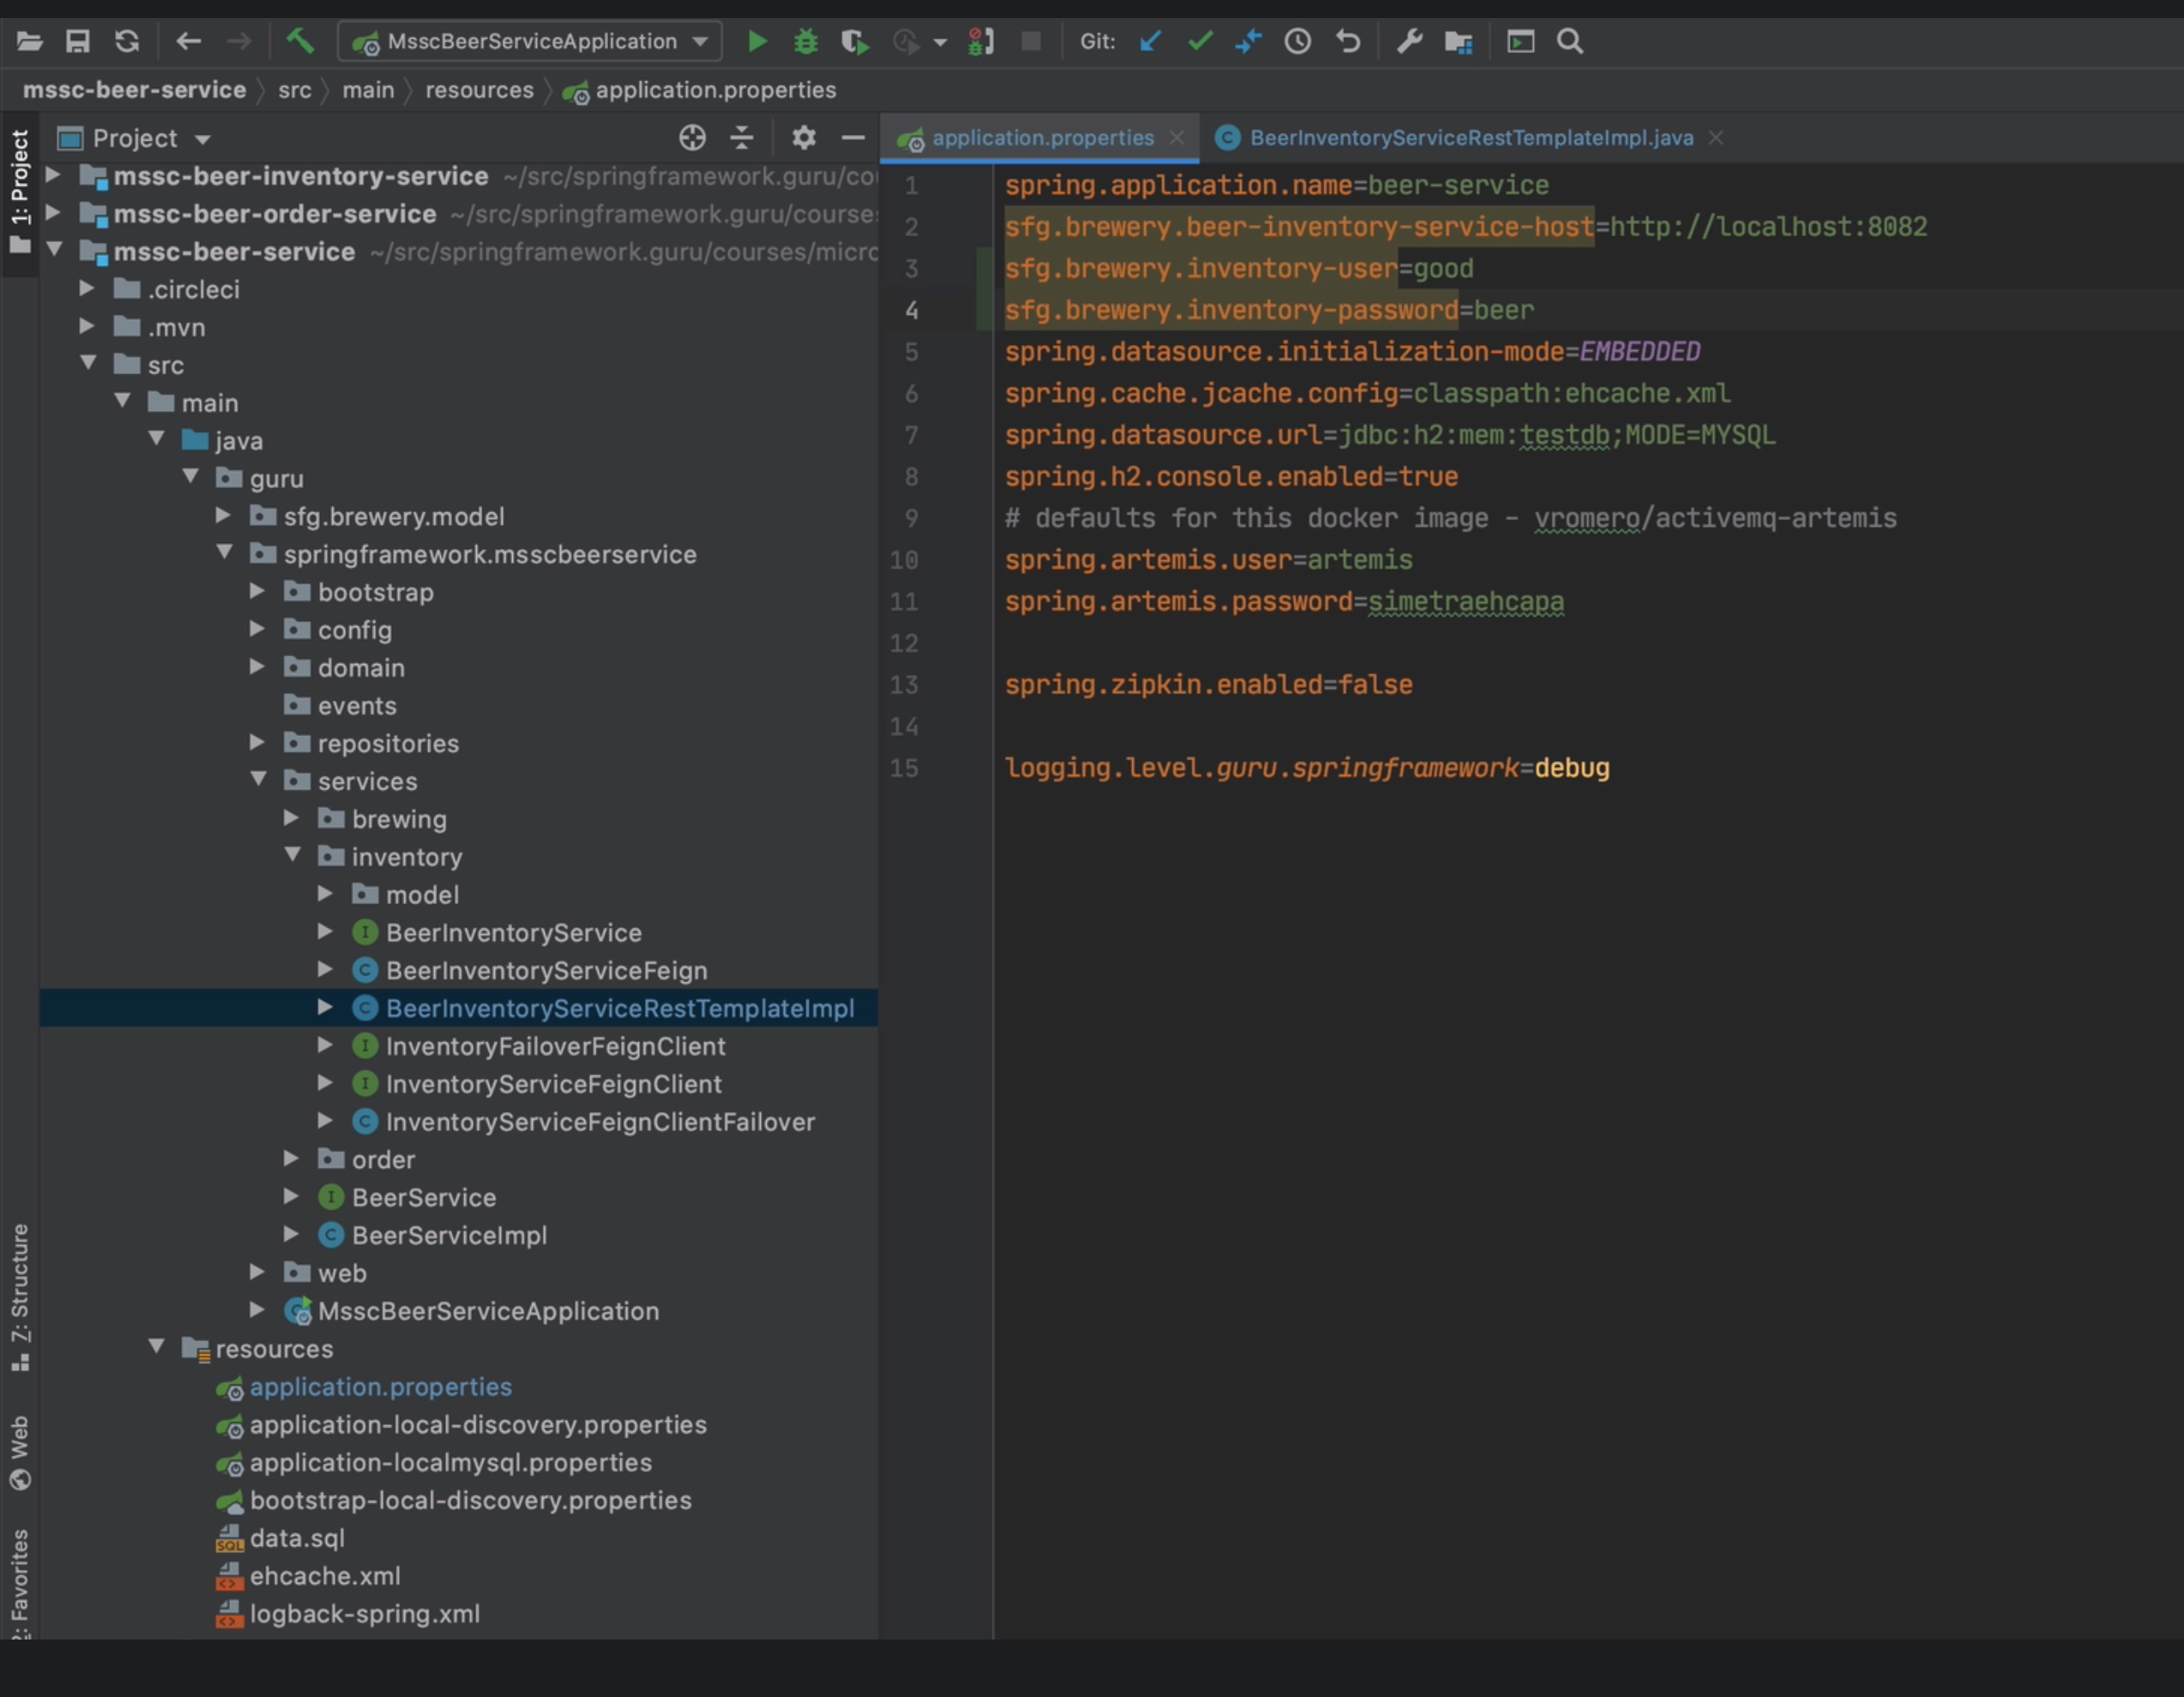 MsscBeerServiceApplication
Git:
mssc-beer-service
src
main
resources
application.properties
1: Project
Project
application.properties
BeerInventoryServiceRestTemplateImpl.java
mssc-beer-inventory-service ~/src/springframework.guru/cou
mssc-beer-order-service ~/src/springframework.guru/courses
mssc-beer-service ~/src/springframework.guru/courses/micro
.circleci
.mvn
src
main
java
guru
sfg.brewery.model
springframework.msscbeerservice
bootstrap
config
domain
events
repositories
services
brewing
inventory
model
BeerInventoryService
BeerInventoryServiceFeign
BeerInventoryServiceRestTemplateImpl
InventoryFailoverFeignClient
InventoryServiceFeignClient
InventoryServiceFeignClientFailover
order
BeerService
BeerServiceImpl
web
MsscBeerServiceApplication
resources
application.properties
application-local-discovery.properties
application-localmysql.properties
bootstrap-local-discovery.properties
data.sql
ehcache.xml
logback-spring.xml
Z: Structure
Web
2: Favorites
1 spring.application.name=beer-service
2 sfg.brewery.beer-inventory-service-host=http://localhost:8082
3 sfg.brewery.inventory-user=good
4 sfg.brewery.inventory-password=beer
5 spring.datasource.initialization-mode=EMBEDDED
6 spring.cache.jcache.config=classpath:ehcache.xml
7 spring.datasource.url=jdbc:h2:mem:testdb;MODE=MYSQL
8 spring.h2.console.enabled=true
9 # defaults for this docker image - vromero/activemq-artemis
10 spring.artemis.user=artemis
11 spring.artemis.password=simetraehcapa
12
13 spring.zipkin.enabled=false
14
15 logging.level.guru.springframework=debug